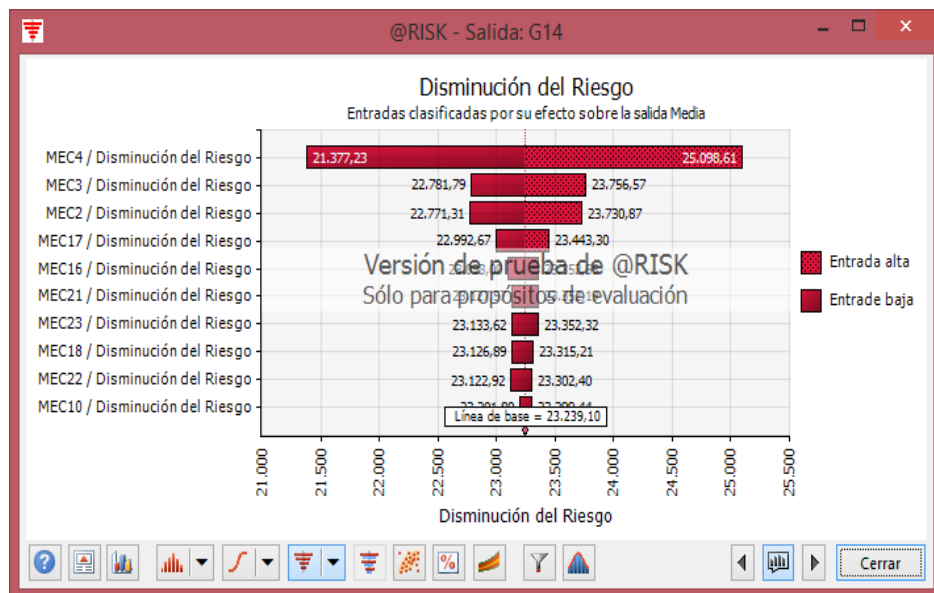 @RISK - Salida: G14
Disminución del Riesgo
Entradas clasificadas por su efecto sobre la salida Media
MEC4 / Disminución del Riesgo
21.377,23
25.098,61
MEC3 / Disminución del Riesgo
22.781,79
23.756,57
MEC2 / Disminución del Riesgo
22.771,31
23.730,87
MEC17 / Disminución del Riesgo
22.992,67
23.443,30
MEC16 / Disminución del Riesgo
MEC21 / Disminución del Riesgo
Versión de prueba de @RISK
Sólo para propósitos de evaluación
MEC23 / Disminución del Riesgo
23.133,62
23.352,32
MEC18 / Disminución del Riesgo
23.126,89
23.315,21
MEC22 / Disminución del Riesgo
23.122,92
23.302,40
MEC10 / Disminución del Riesgo
Línea de base = 23.239,10
Entrada alta
Entrade baja
21.000
21.500
22.000
22.500
23.000
23.500
24.000
24.500
25.000
25.500
Disminución del Riesgo
Cerrar